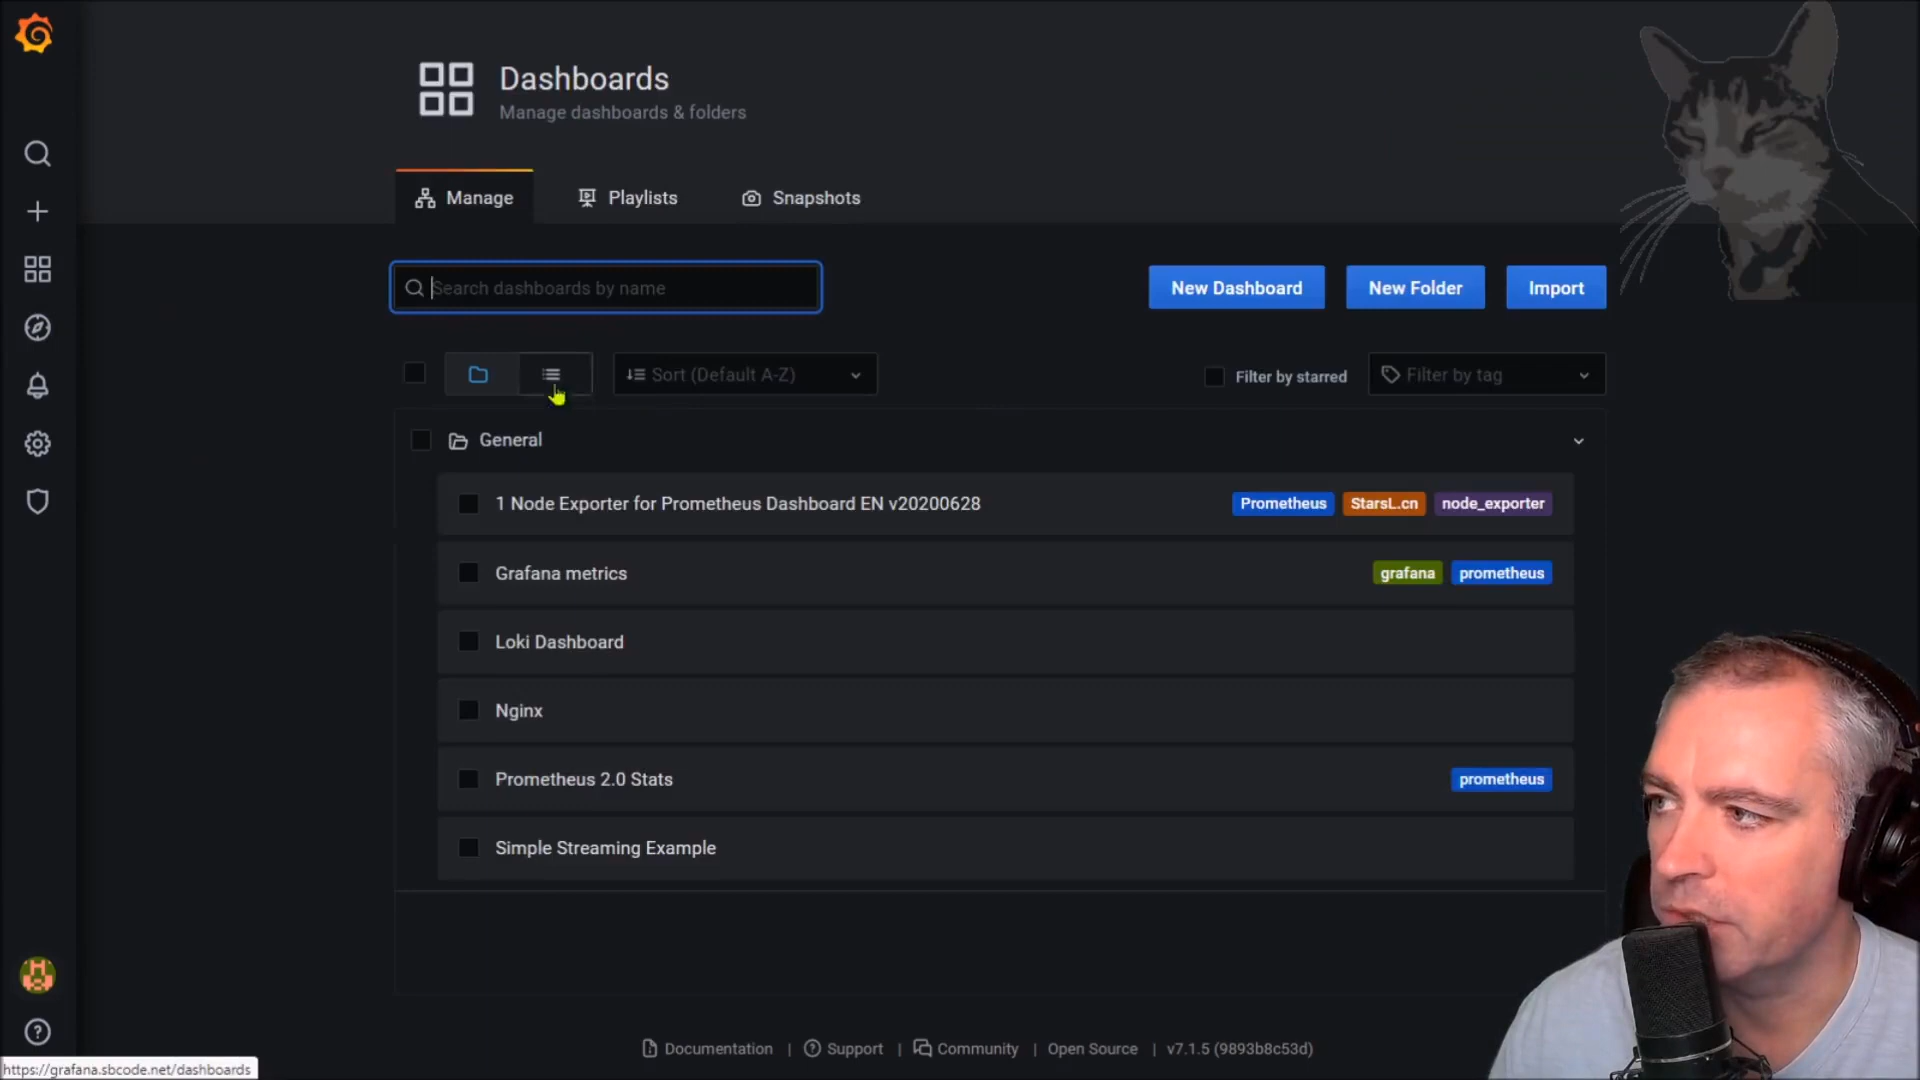 Dashboards
Manage dashboards & folders
Manage
Playlists
Snapshots
Search dashboards by name
New Dashboard
New Folder
Import
Sort (Default A-Z)
Filter by starred
Filter by tag
General
1 Node Exporter for Prometheus Dashboard EN v20200628
Prometheus StarsL.cn node_exporter
Grafana metrics
grafana prometheus
Loki Dashboard
Nginx
Prometheus 2.0 Stats
prometheus
Simple Streaming Example
Documentation | Support | Community | Open Source | v7.1.5 (9893b8c53d)
https://grafana.sbcode.net/dashboards